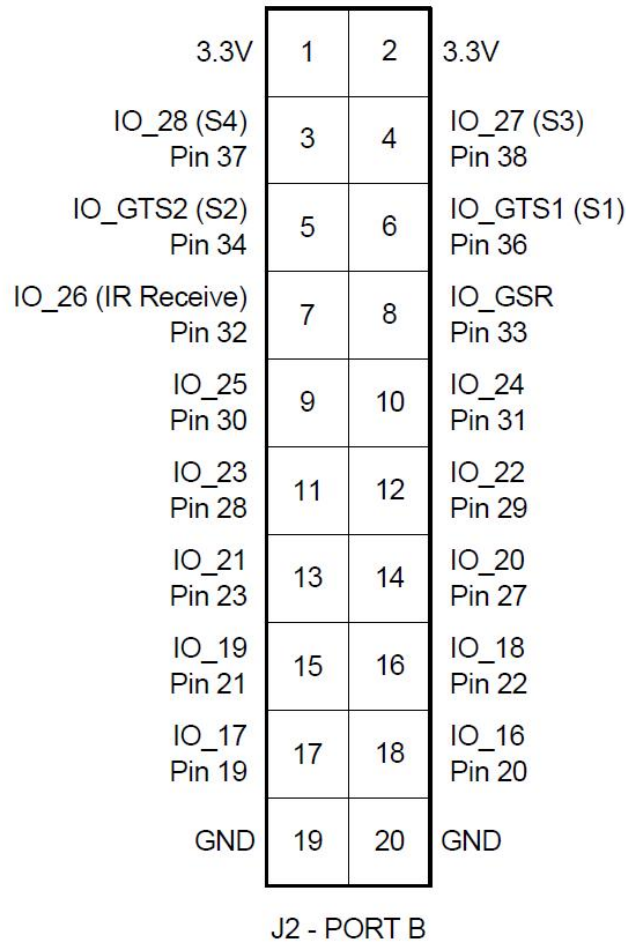 3.3V 1 2 3.3V
IO_28 (S4) IO_27 (S3)
3 4
Pin 37 Pin 38
IO_GTS2 (S2) IO_GTS1 (S1)
5 6
Pin 34 Pin 36
IO_26 (IR Receive) IO_GSR
7 8
Pin 32 Pin 33
IO_25 IO_24
9 10
Pin 30 Pin 31
IO_23 IO_22
11 12
Pin 28 Pin 29
IO_21 IO_20
13 14
Pin 23 Pin 27
IO_19 IO_18
15 16
Pin 21 Pin 22
IO_17 IO_16
17 18
Pin 19 Pin 20
GND 19 20 GND
J2 - PORT B